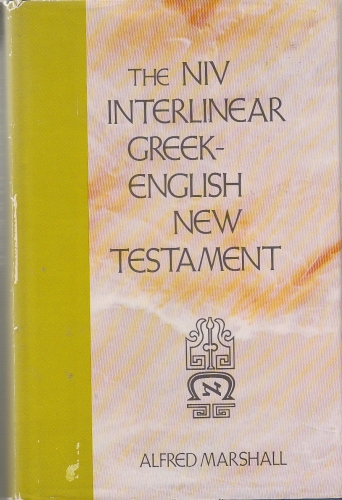 THE NIV
INTERLINEAR
GREEK-
ENGLISH
NEW
TESTAMENT
ALFRED MARSHALL